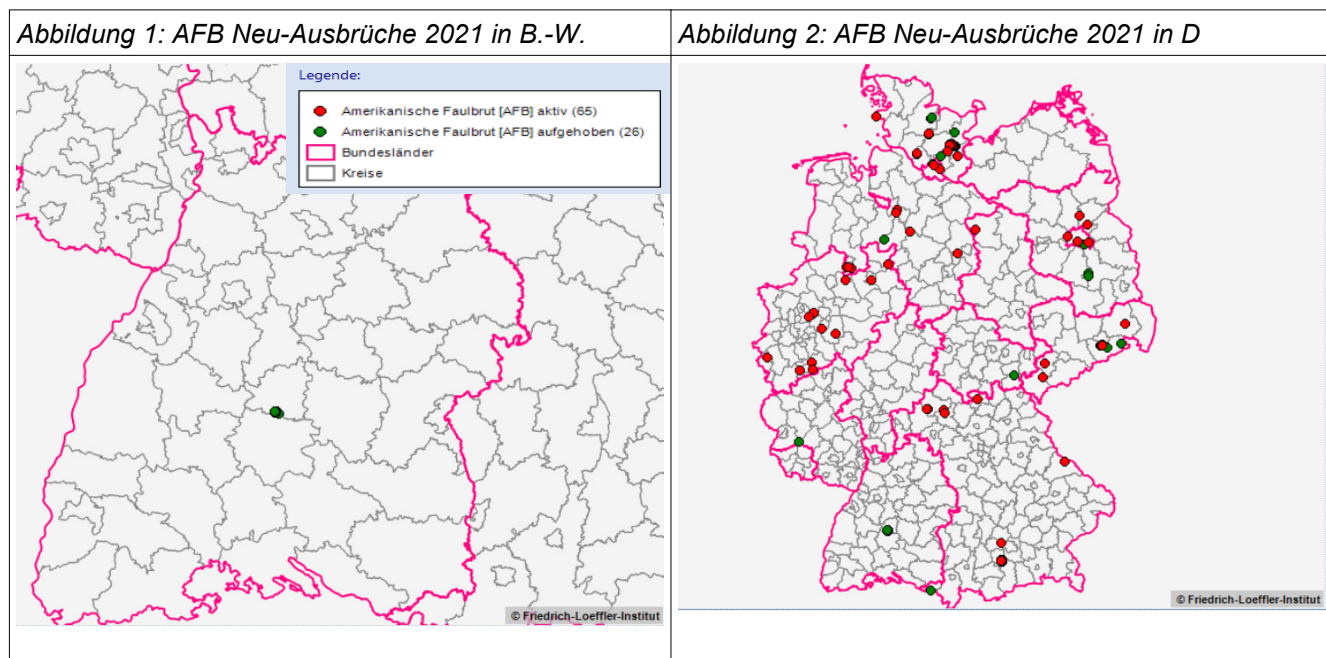 Abbildung 1: AFB Neu-Ausbrüche 2021 in B.-W.
Legende:
Amerikanische Faulbrut [AFB] aktiv (65)
Amerikanische Faulbrut [AFB] aufgehoben (26)
Bundesländer
Kreise
© Friedrich-Loeffler-Institut
Abbildung 2: AFB Neu-Ausbrüche 2021 in D
© Friedrich-Loeffler-Institut